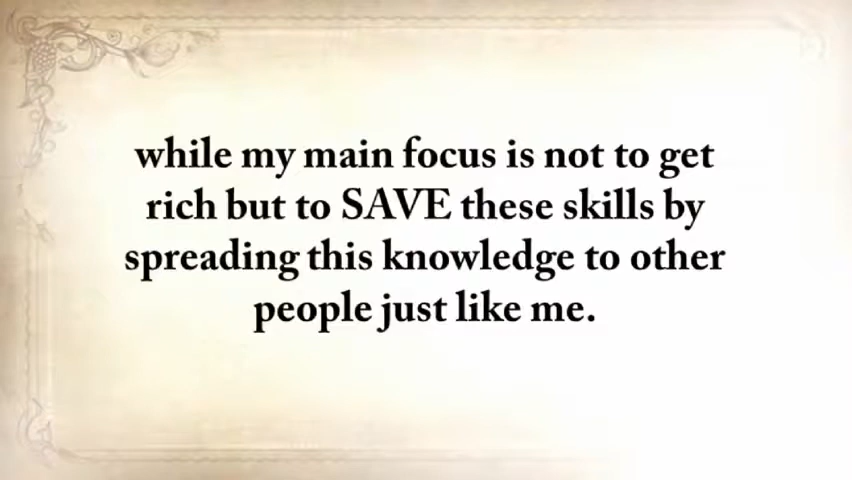 while my main focus is not to get
rich but to SAVE these skills by
spreading this knowledge to other
people just like me.